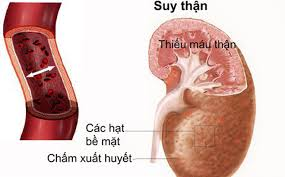 Suy thận
Thiếu máu thận
Các hạt
bề mặt
Chấm xuất huyết